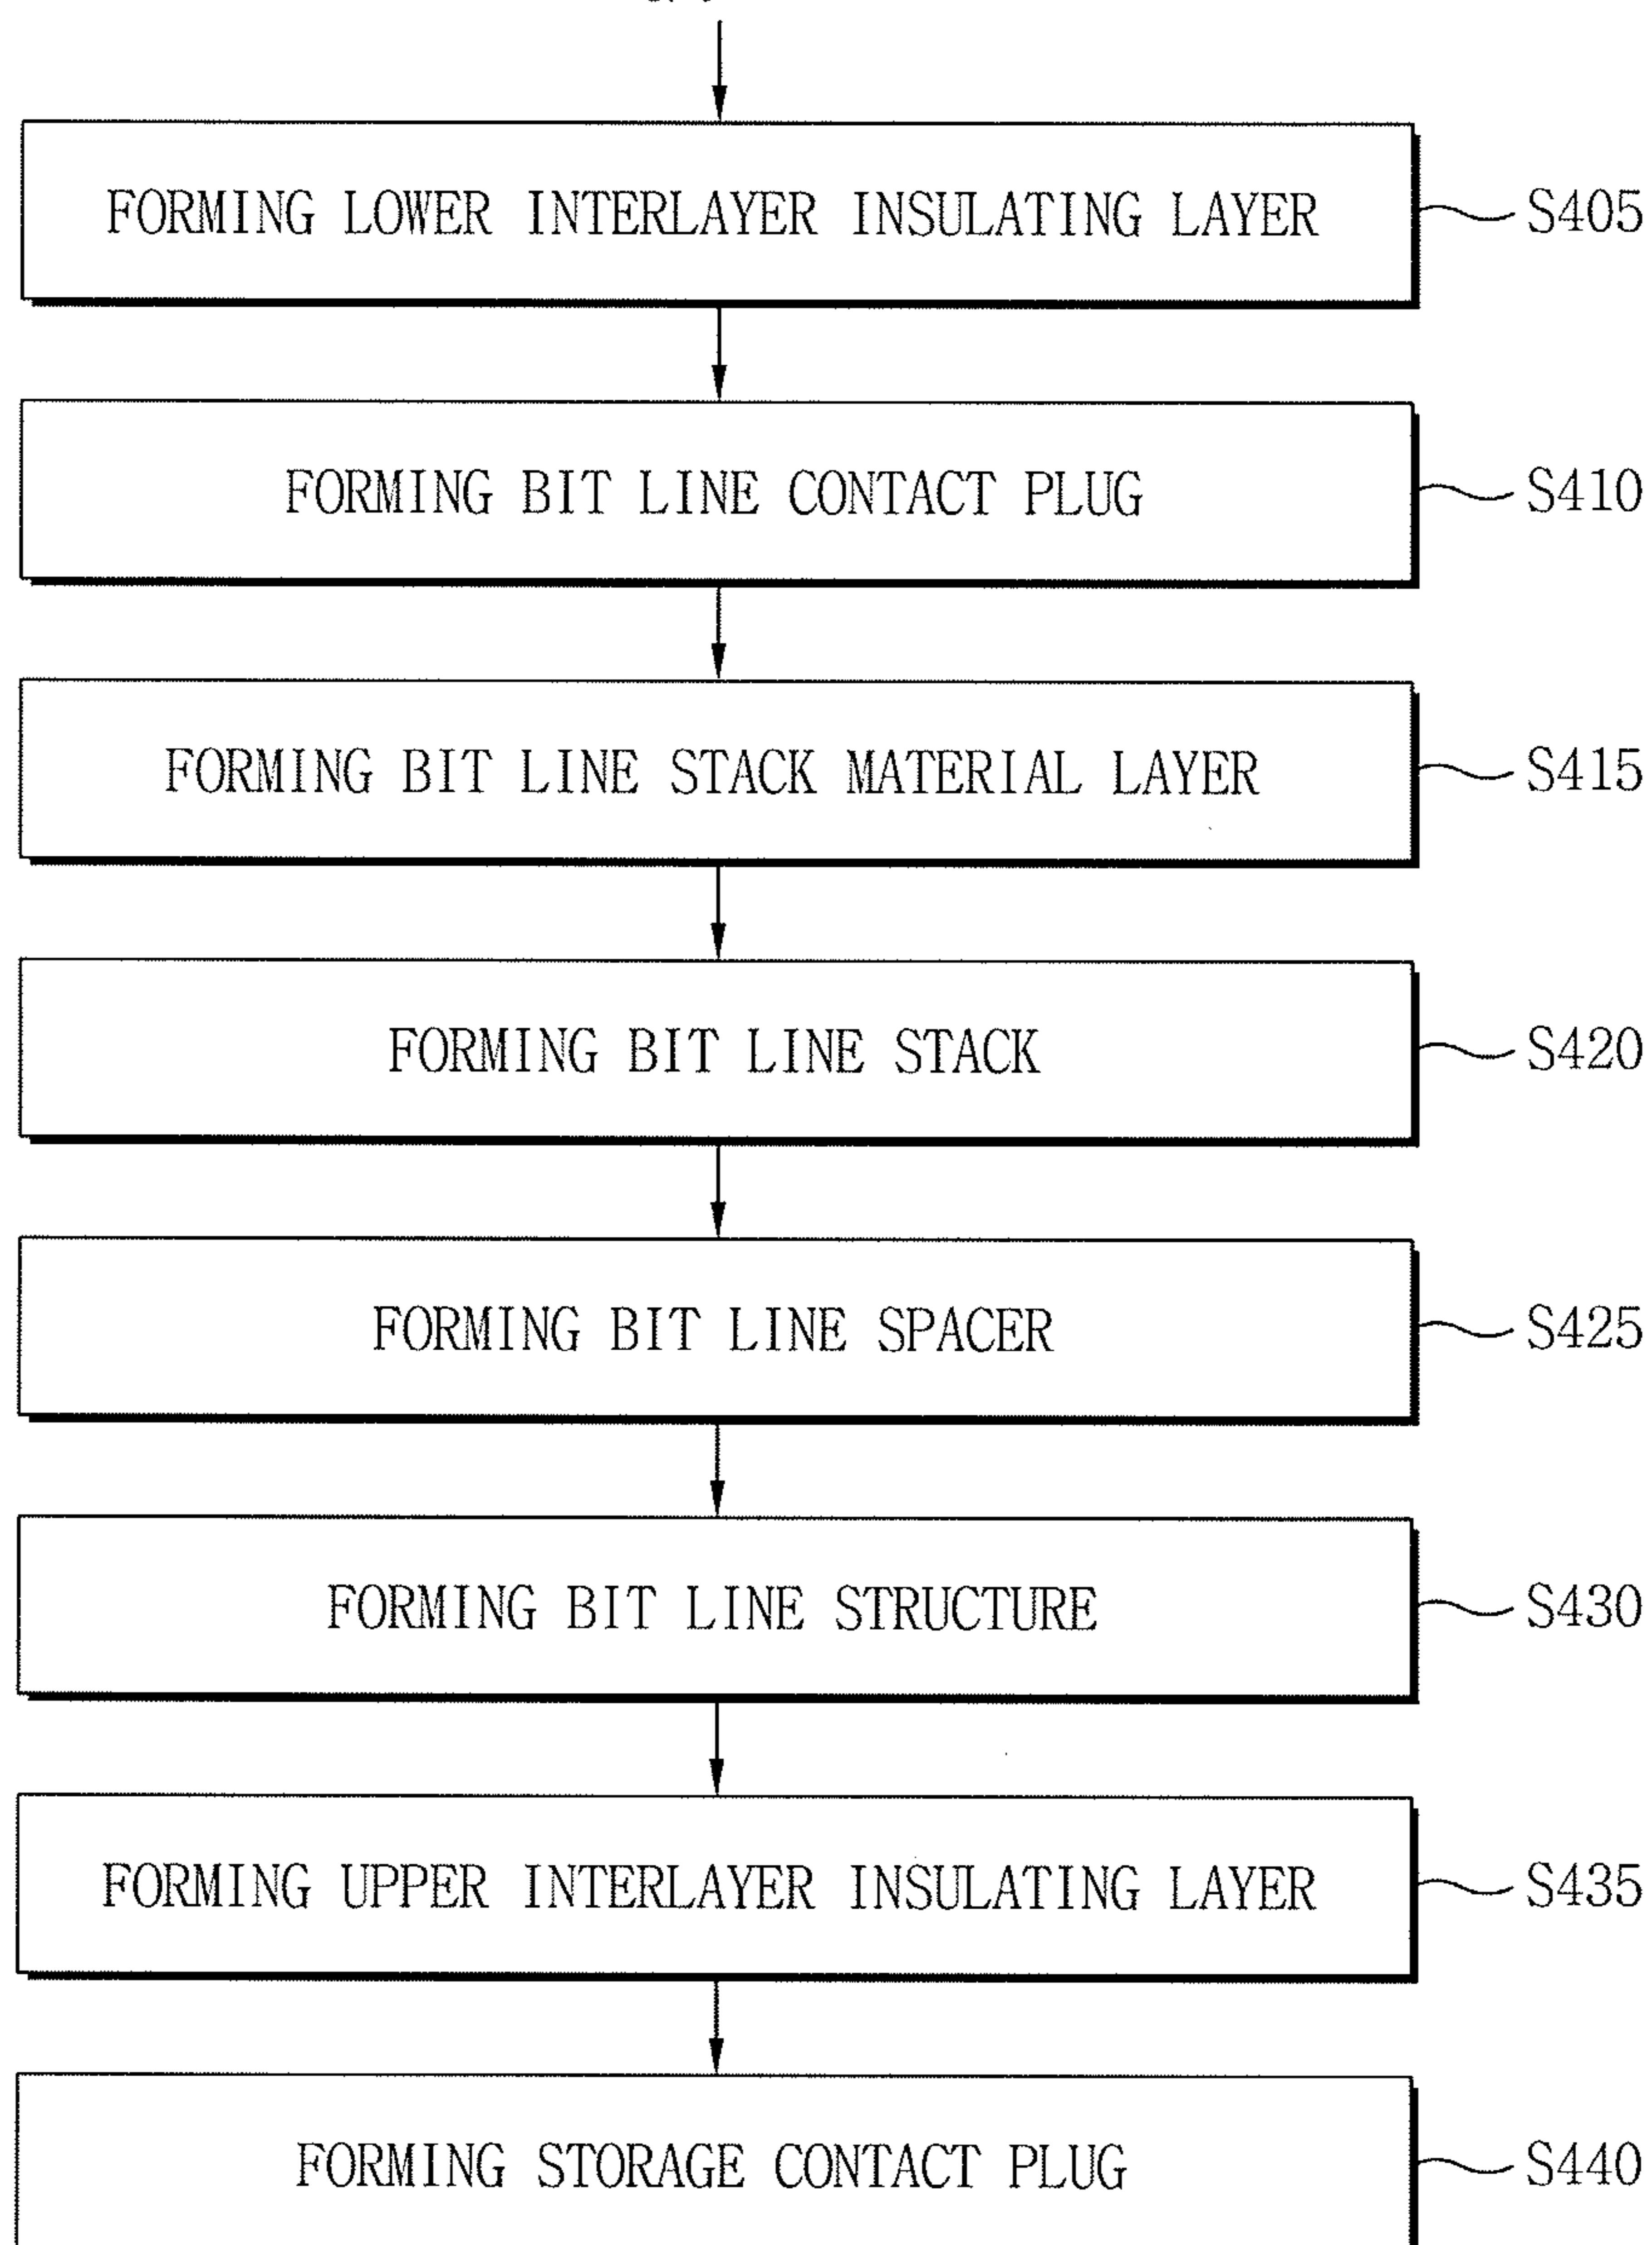 FORMING LOWER INTERLAYER INSULATING LAYER S405
FORMING BIT LINE CONTACT PLUG S410
FORMING BIT LINE STACK MATERIAL LAYER S415
FORMING BIT LINE STACK S420
FORMING BIT LINE SPACER S425
FORMING BIT LINE STRUCTURE S430
FORMING UPPER INTERLAYER INSULATING LAYER S435
FORMING STORAGE CONTACT PLUG S440